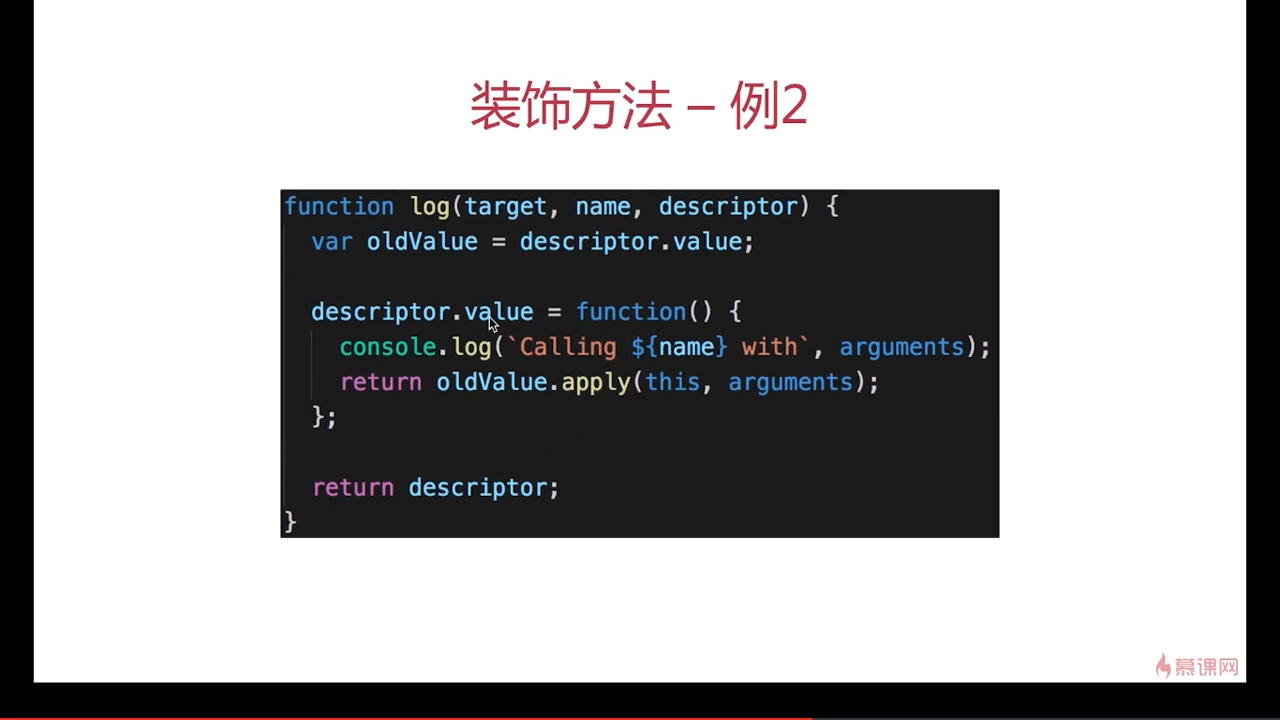 装饰方法 – 例2
function log(target, name, descriptor) {
var oldValue = descriptor.value;
descriptor.value = function() {
console.log(`Calling ${name} with`, arguments);
return oldValue.apply(this, arguments);
};
return descriptor;
}
慕课网